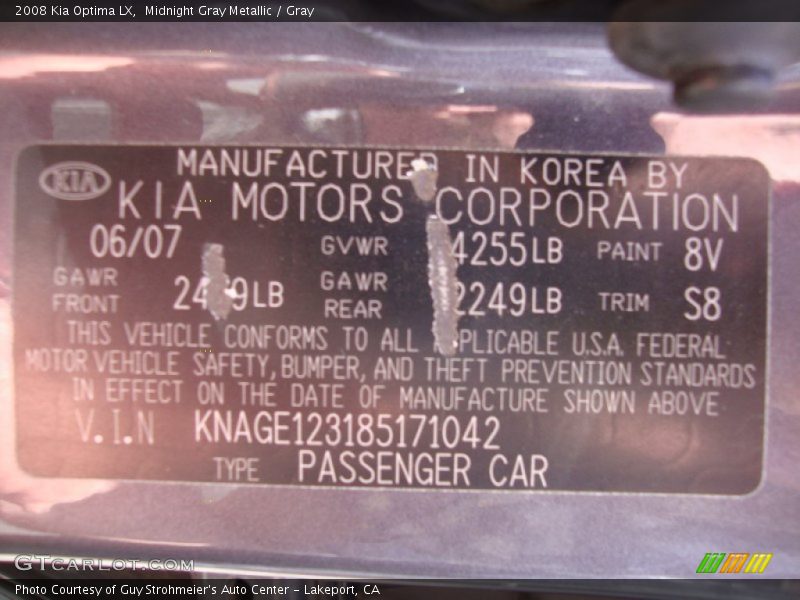 2008 Kia Optima LX, Midnight Gray Metallic / Gray
MANUFACTURED IN KOREA BY
KIA
KIA MOTORS CORPORATION
06/07 GVWR 4255LB PAINT 8V
GAWR FRONT 24 9LB GAWR REAR 2249LB TRIM S8
THIS VEHICLE CONFORMS TO ALL PPLICABLE U.S.A. FEDERAL
MOTOR VEHICLE SAFETY, BUMPER, AND THEFT PREVENTION STANDARDS
IN EFFECT ON THE DATE OF MANUFACTURE SHOWN ABOVE
V.I.N KNAGE123185171042
TYPE PASSENGER CAR
GTCARLOT.COM
Photo Courtesy of Guy Strohmeier's Auto Center - Lakeport, CA